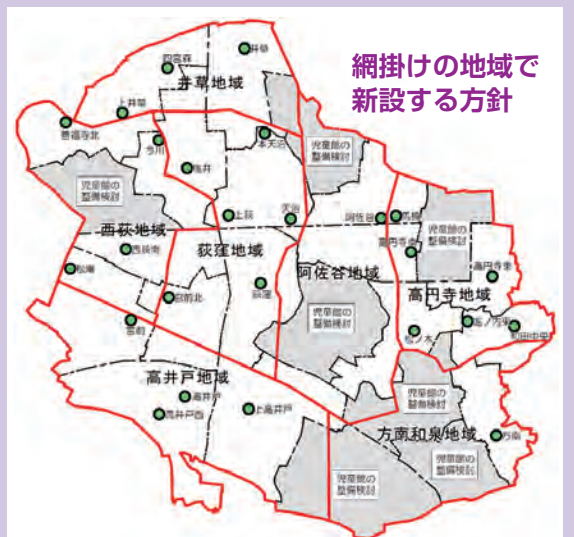 網掛けの地域で
新設する方針
井草
四宮森
井草地域
上井草
善福寺北
今川
本天沼
児童館の
整備検討
桃井
児童館の
整備検討
上荻
天沼
阿佐谷
馬橋
児童館の
整備検討
西荻地域
西荻南
荻窪地域
高円寺東
松庵
荻窪
阿佐谷地域
高円寺地域
宮前北
児童館の
整備検討
宮前
松ノ木
和田中央
高井戸地域
児童館の
整備検討
高井戸
高井戸西
上高井戸
方南和泉地域
方南
児童館の
整備検討
児童館の
整備検討